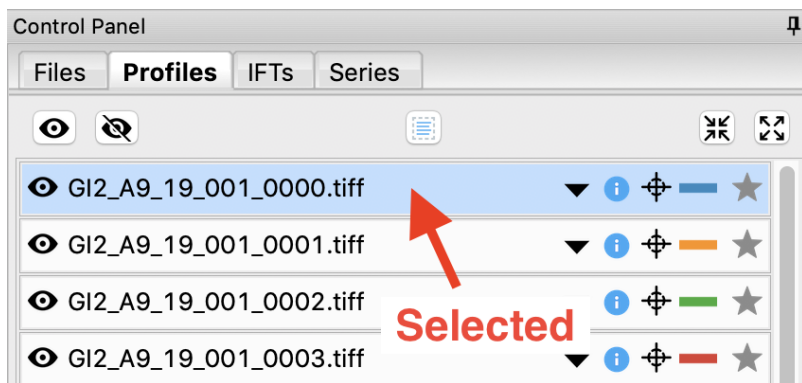 Control Panel
Files Profiles IFTs Series
GI2_A9_19_001_0000.tiff
GI2_A9_19_001_0001.tiff
GI2_A9_19_001_0002.tiff
Selected
GI2_A9_19_001_0003.tiff